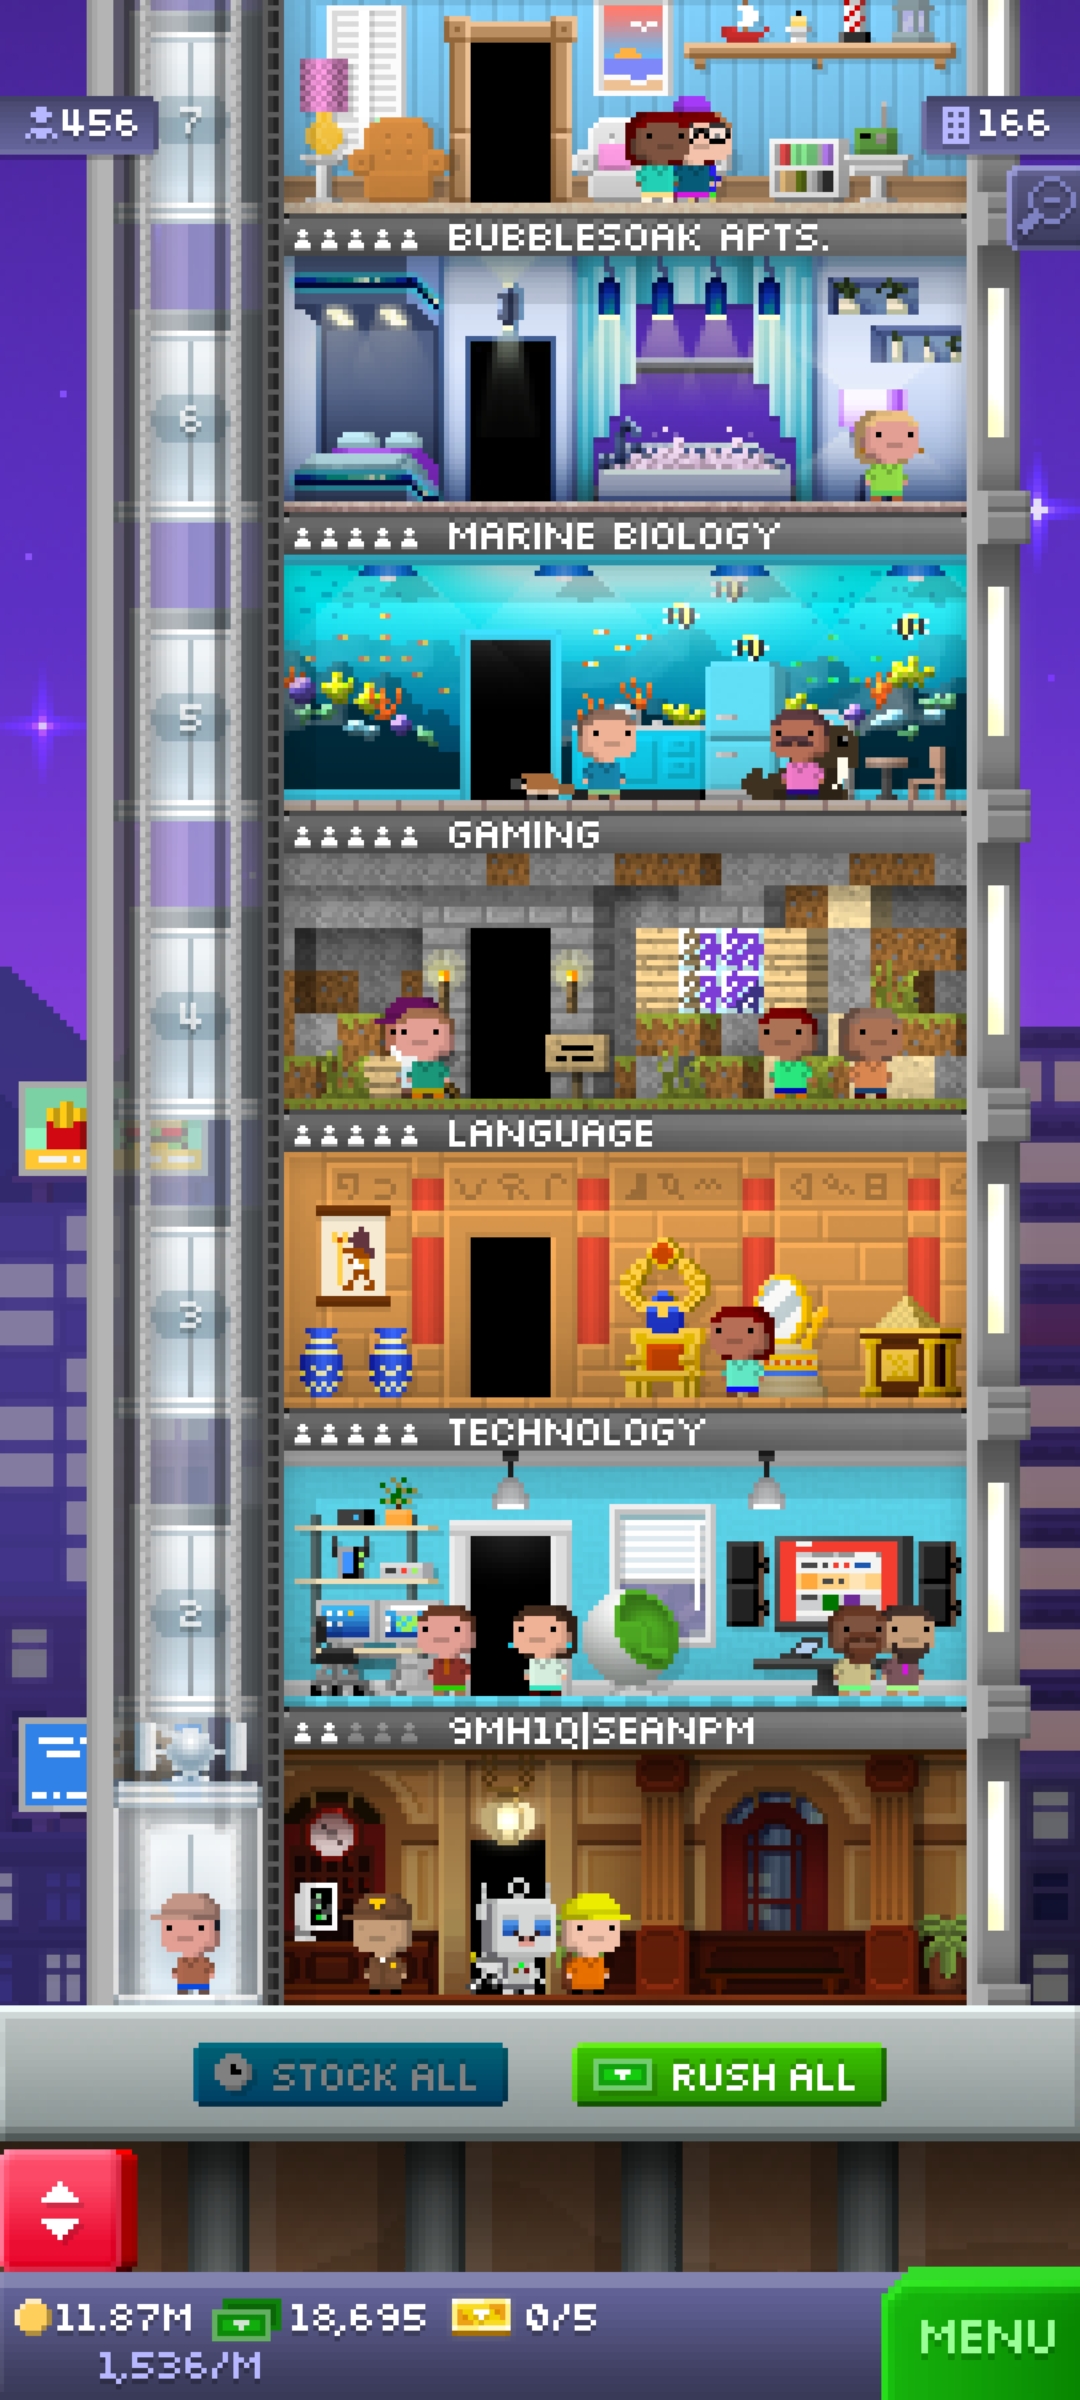 7
456
166
BUBBLESOAK APTS.
6
MARINE BIOLOGY
5
GAMING
4
LANGUAGE
3
TECHNOLOGY
2
9MH1Q|SEANPM
STOCK ALL
RUSH ALL
11.87M 18,695 0/5
1,536/M
MENU